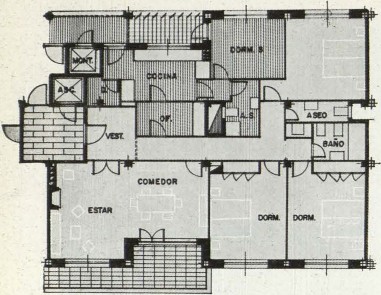 DORM. S
MONT.
COCINA
ASC.
D.
OF.
A. S
ASEO
VEST.
BAÑO
COMEDOR
ESTAR
DORM.
DORM.